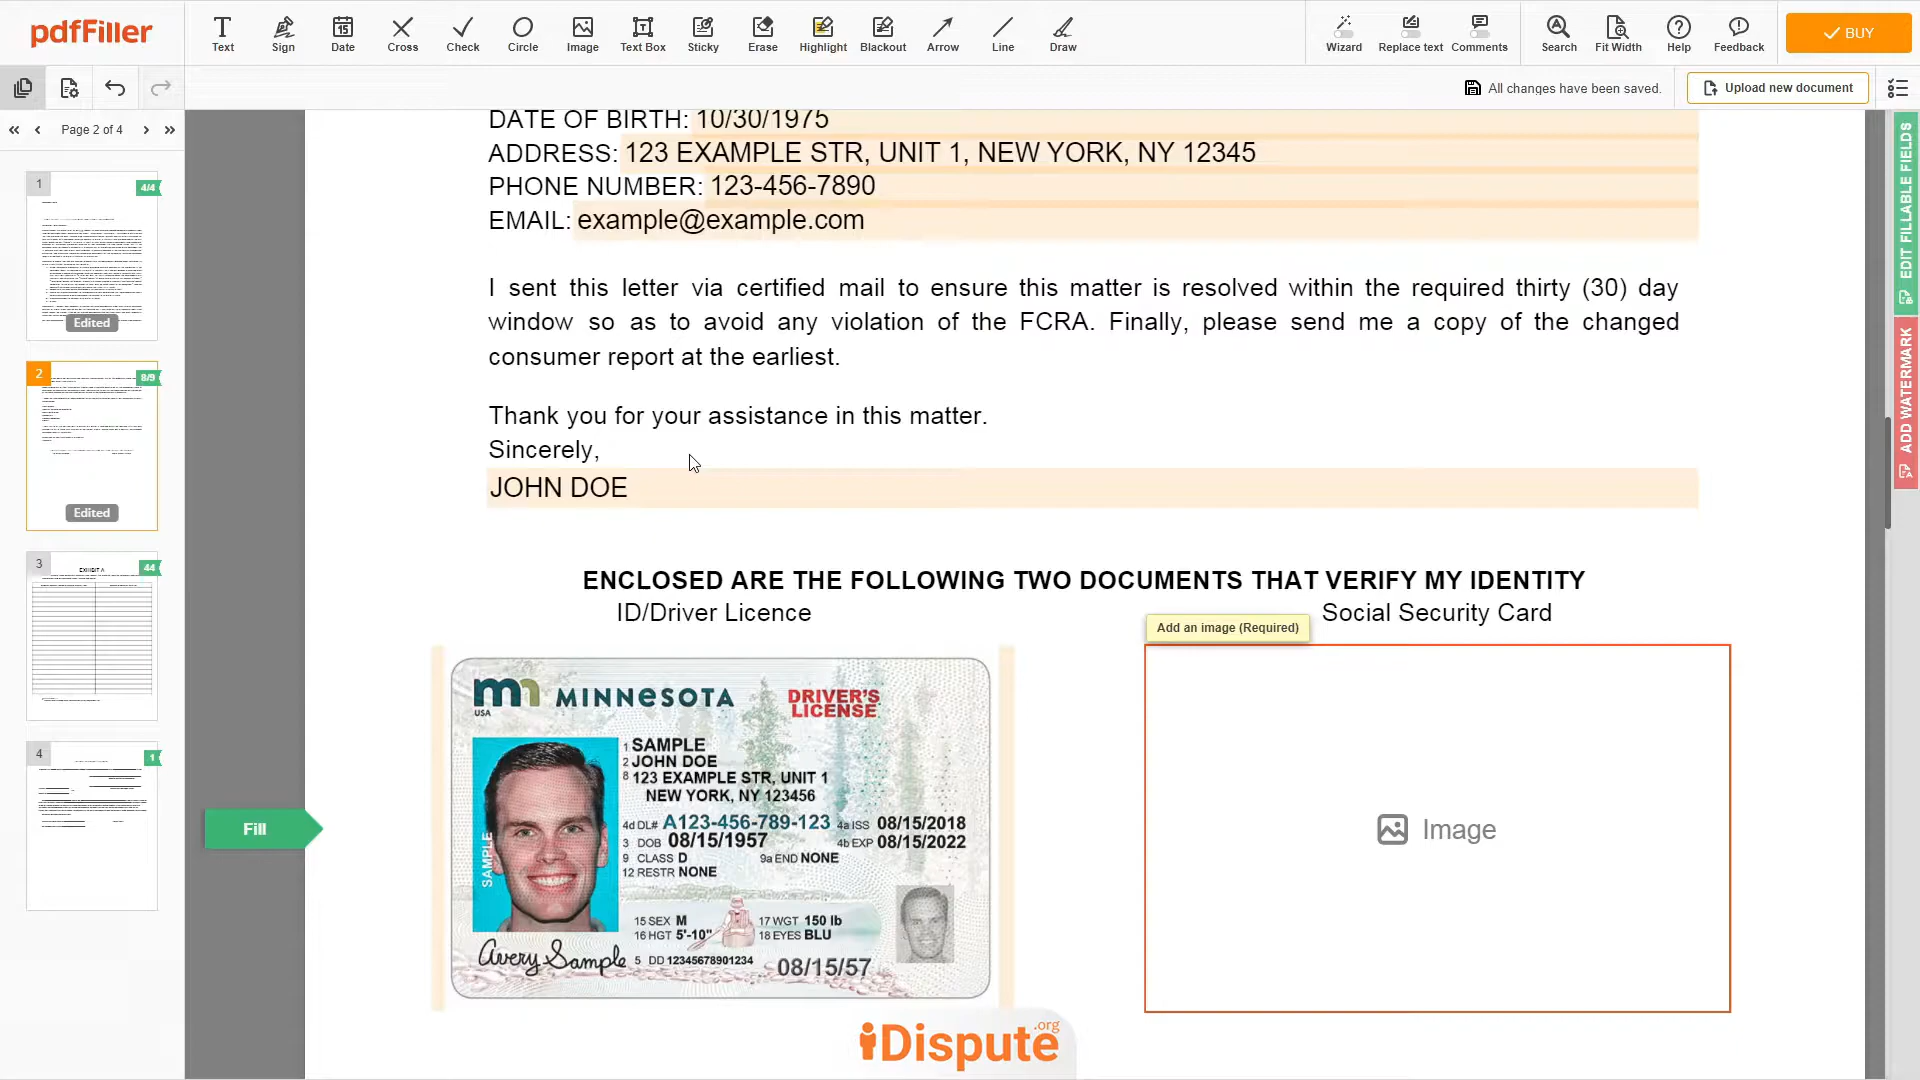 pdfFiller
Text
Sign
Date
Cross
Check
Circle
Image
Text Box
Sticky
Erase
Highlight
Blackout
Arrow
Line
Draw
Wizard
Replace text
Comments
Search
Fit Width
Help
Feedback
BUY
All changes have been saved.
Upload new document
Page 2 of 4
1
4/4
Edited
2
8/9
Edited
3
44
EXHIBIT A
4
1
EDIT FILLABLE FIELDS
ADD WATERMARK
Fill
DATE OF BIRTH: 10/30/1975
ADDRESS: 123 EXAMPLE STR, UNIT 1, NEW YORK, NY 12345
PHONE NUMBER: 123-456-7890
EMAIL: example@example.com
I sent this letter via certified mail to ensure this matter is resolved within the required thirty (30) day
window so as to avoid any violation of the FCRA. Finally, please send me a copy of the changed
consumer report at the earliest.
Thank you for your assistance in this matter.
Sincerely,
JOHN DOE
ENCLOSED ARE THE FOLLOWING TWO DOCUMENTS THAT VERIFY MY IDENTITY
ID/Driver Licence
Social Security Card
Add an image (Required)
Image
mn USA MINNESOTA DRIVER'S
LICENSE
1 SAMPLE
2 JOHN DOE
8 123 EXAMPLE STR, UNIT 1
NEW YORK, NY 123456
4d DL# A123-456-789-123 4a ISS 08/15/2018
3 DOB 08/15/1957 4b EXP 08/15/2022
9 CLASS D 9a END NONE
12 RESTR NONE
SAMPLE
15 SEX M 17 WGT 150 lb
16 HGT 5'-10" 18 EYES BLU
Avery Sample
5 DD 12345678901234
08/15/57
iDispute.org